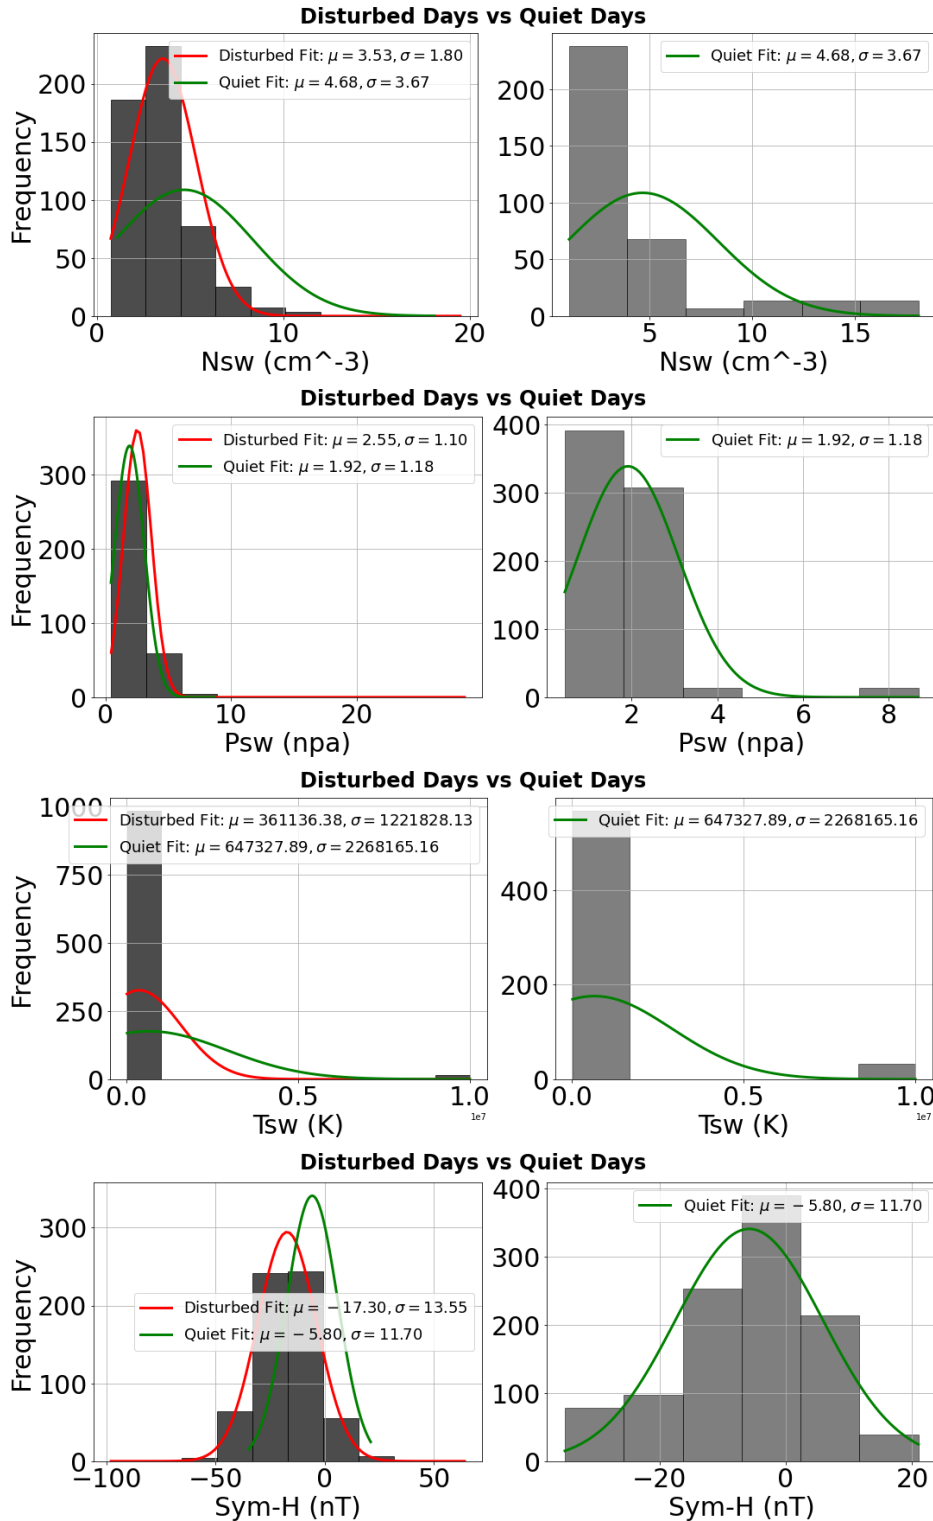 Disturbed Days vs Quiet Days
Disturbed Fit: μ = 3.53, σ = 1.80
Quiet Fit: μ = 4.68, σ = 3.67
Frequency
200
150
100
50
0
0
10
20
Nsw (cm^-3)
Quiet Fit: μ = 4.68, σ = 3.67
200
150
100
50
0
5
10
15
Nsw (cm^-3)
Disturbed Days vs Quiet Days
Disturbed Fit: μ = 2.55, σ = 1.10
Quiet Fit: μ = 1.92, σ = 1.18
Frequency
300
200
100
0
0
10
20
Psw (npa)
Quiet Fit: μ = 1.92, σ = 1.18
400
300
200
100
0
2
4
6
8
Psw (npa)
Disturbed Days vs Quiet Days
Disturbed Fit: μ = 361136.38, σ = 1221828.13
Quiet Fit: μ = 647327.89, σ = 2268165.16
Frequency
1000
750
500
250
0
0.0
0.5
1.0
1e7
Tsw (K)
Quiet Fit: μ = 647327.89, σ = 2268165.16
400
200
0
0.0
0.5
1.0
1e7
Tsw (K)
Disturbed Days vs Quiet Days
Disturbed Fit: μ = −17.30, σ = 13.55
Quiet Fit: μ = −5.80, σ = 11.70
Frequency
300
200
100
0
−100
−50
0
50
Sym-H (nT)
Quiet Fit: μ = −5.80, σ = 11.70
400
300
200
100
0
−20
0
20
Sym-H (nT)